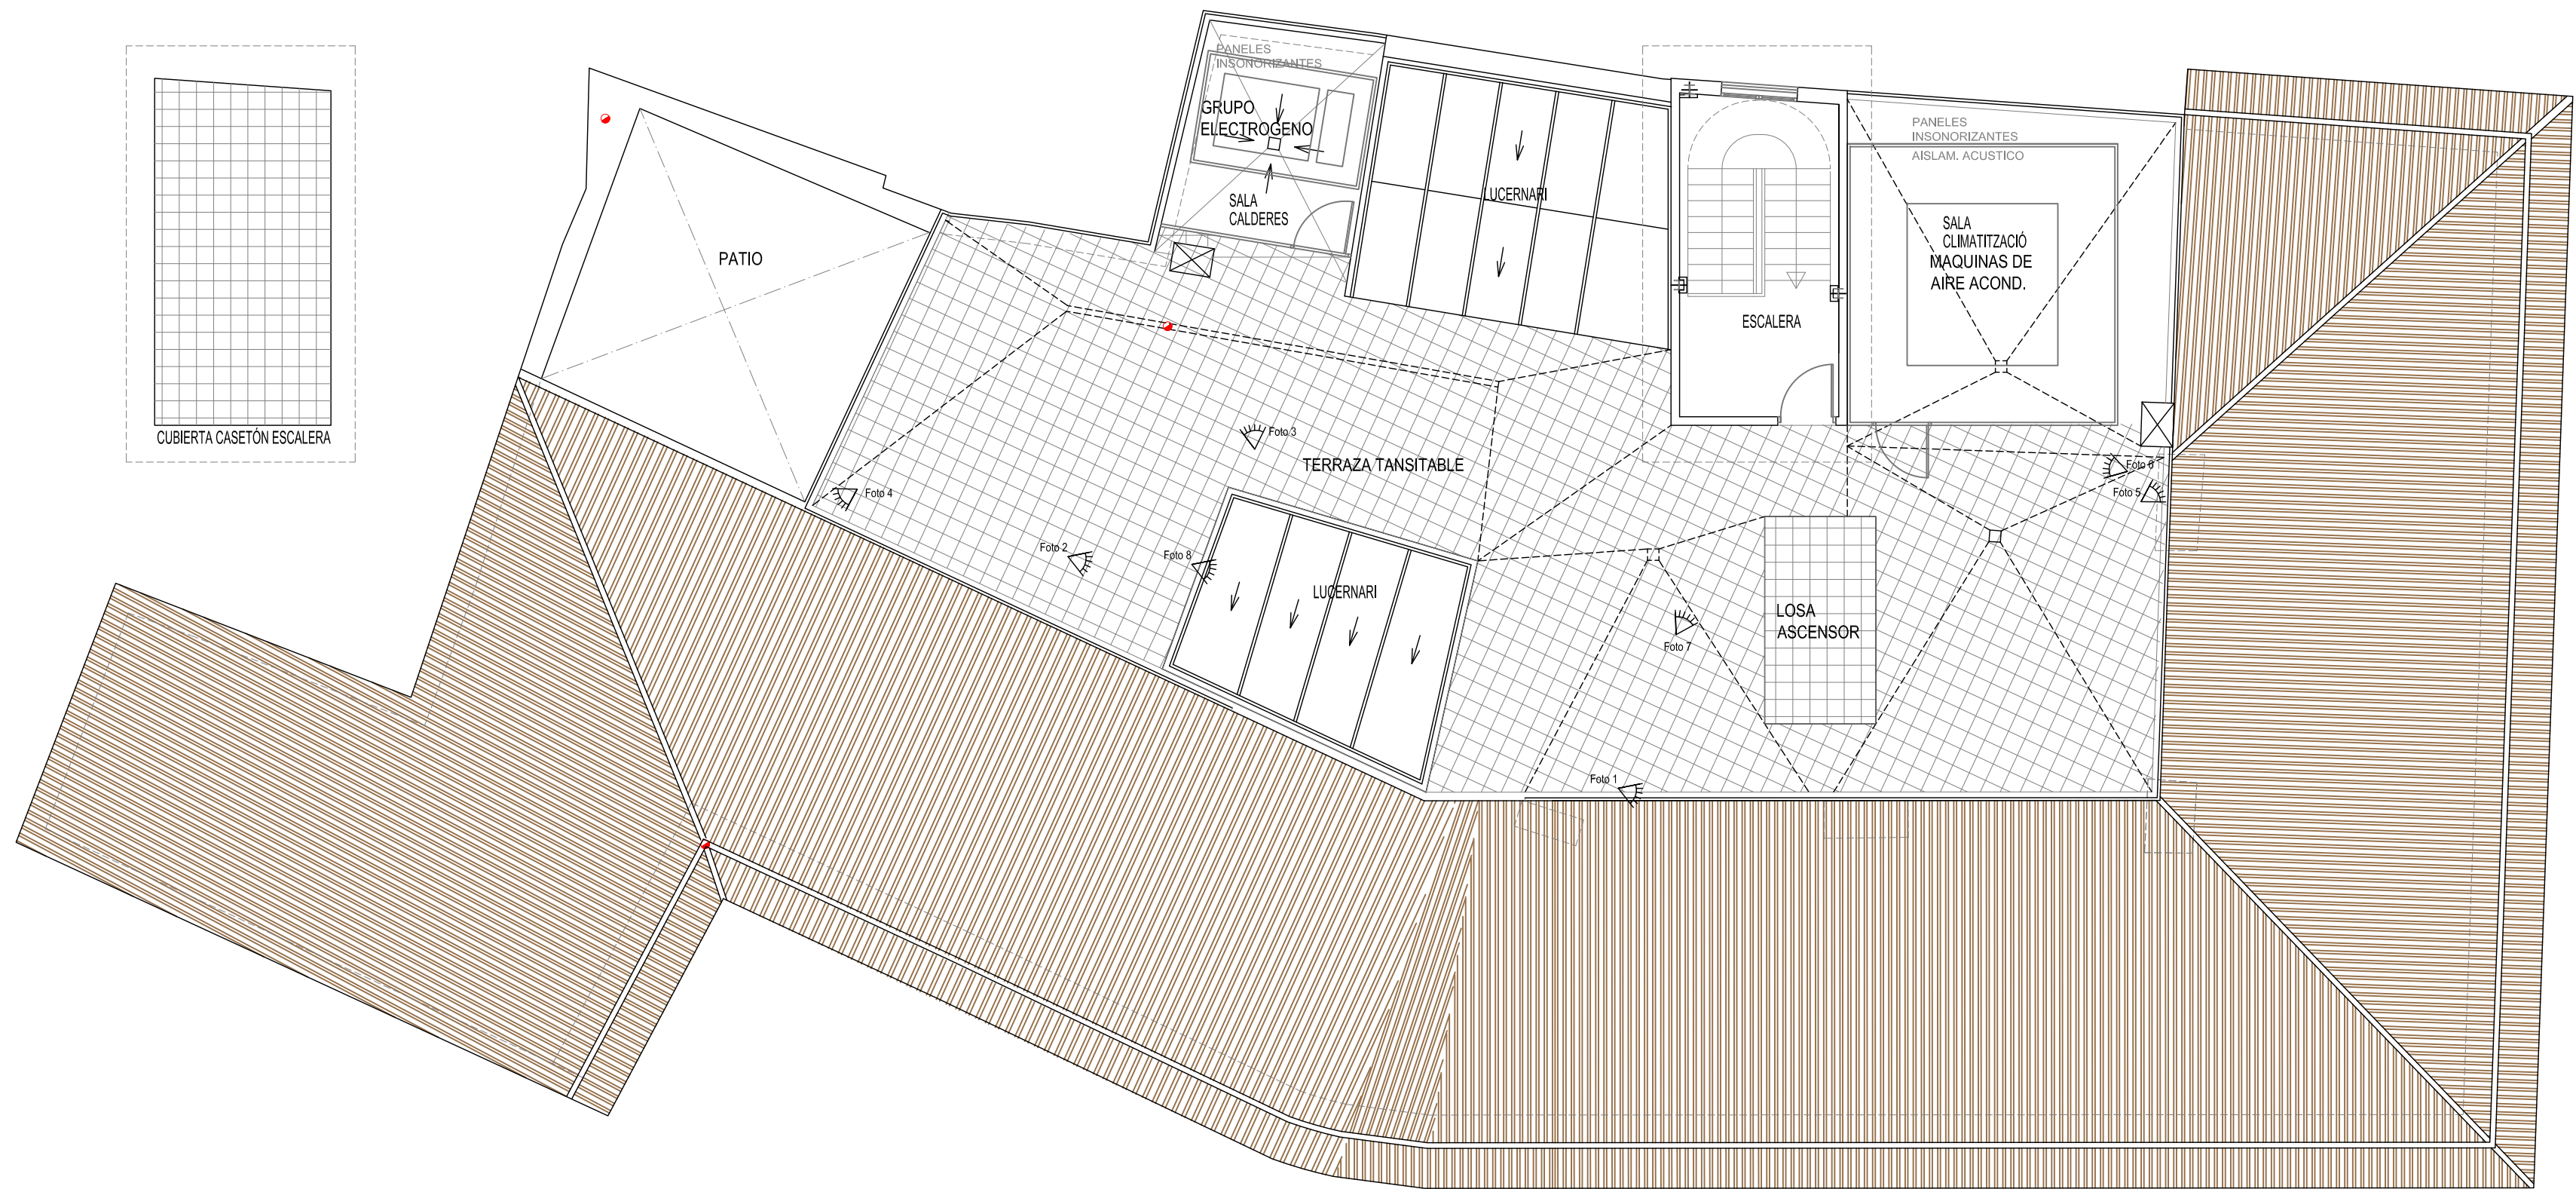 PANELES
INSONORIZANTES
GRUPO
ELECTROGENO
SALA
CALDERES
LUCERNARI
PANELES
INSONORIZANTES
AISLAM. ACUSTICO
SALA
CLIMATITZACIÓ
MAQUINAS DE
AIRE ACOND.
PATIO
ESCALERA
CUBIERTA CASETÓN ESCALERA
Foto 3
TERRAZA TANSITABLE
Foto 6
Foto 5
Foto 4
Foto 2
Foto 8
LUCERNARI
LOSA
ASCENSOR
Foto 7
Foto 1